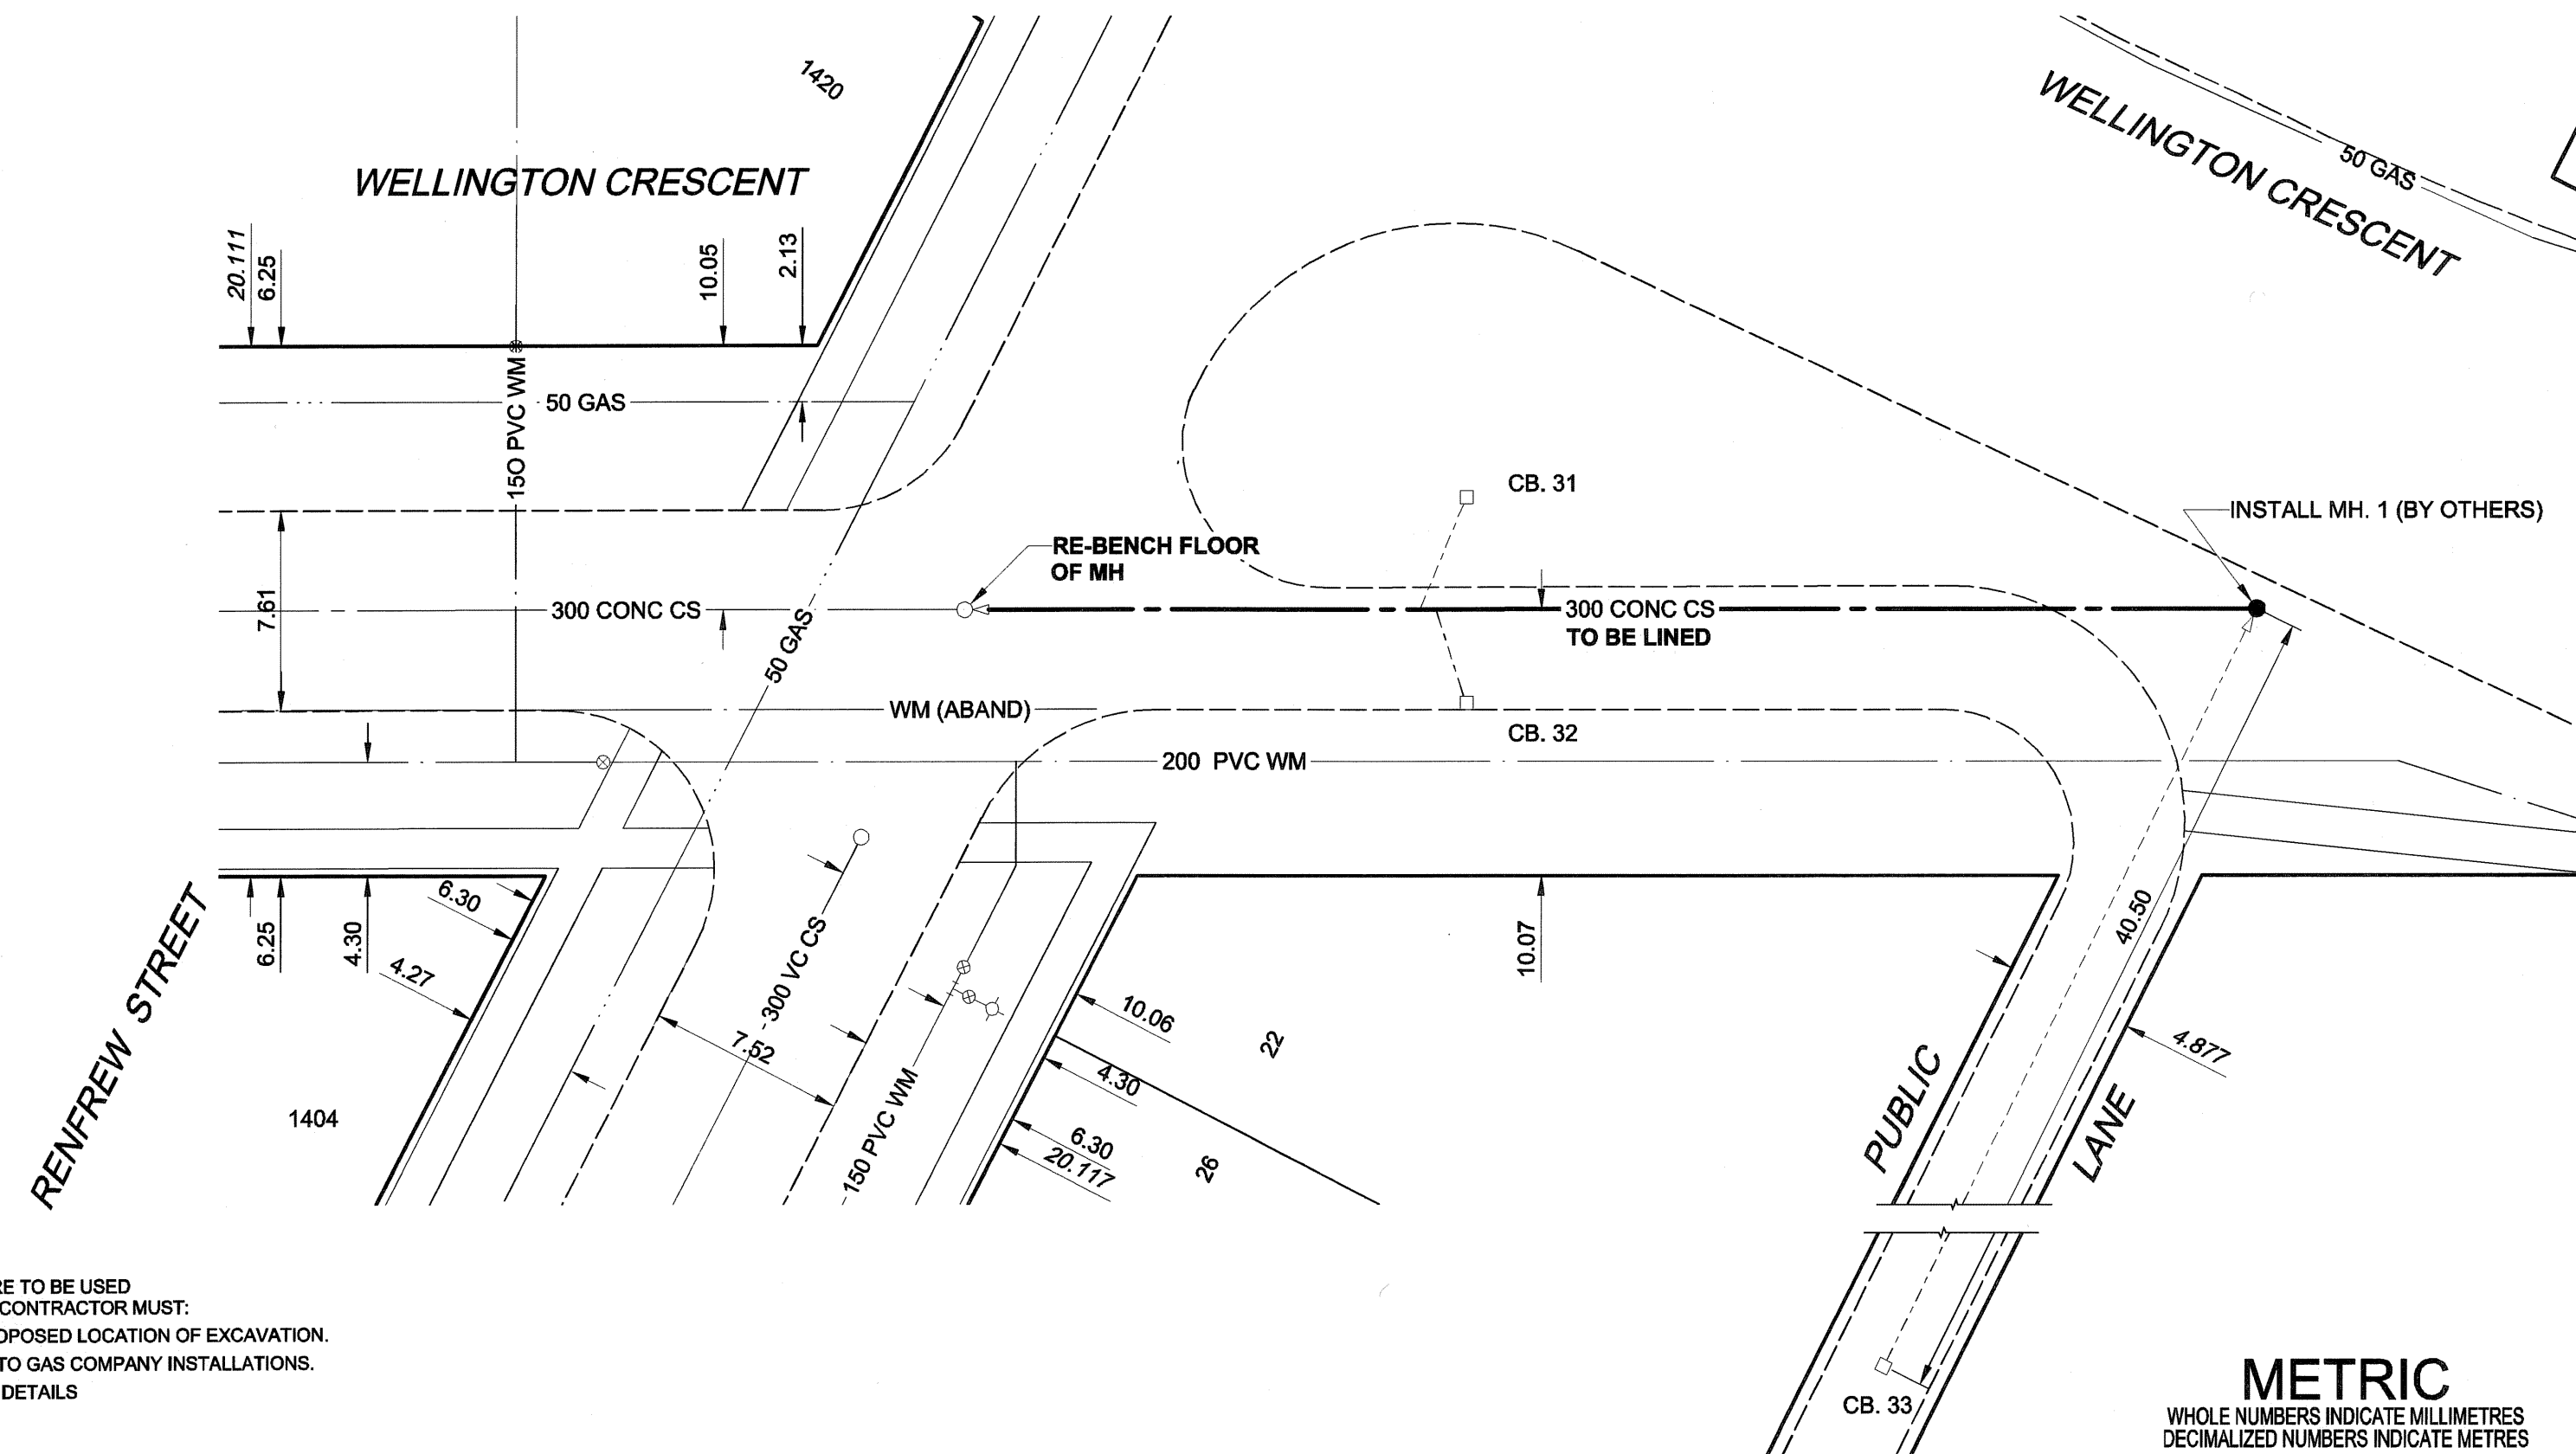 1420
WELLINGTON CRESCENT
WELLINGTON CRESCENT
50 GAS
20.111
6.25
10.05
2.13
150 PVC WM
50 GAS
CB. 31
INSTALL MH. 1 (BY OTHERS)
RE-BENCH FLOOR
OF MH
7.61
300 CONC CS
300 CONC CS
TO BE LINED
50 GAS
WM (ABAND)
CB. 32
200 PVC WM
RENFREW STREET
6.25
4.30
6.30
4.27
300 VC CS
7.52
150 PVC WM
10.06
4.30
6.30
20.117
22
26
10.07
40.50
4.877
PUBLIC
LANE
1404
RE TO BE USED
CONTRACTOR MUST:
OPOSED LOCATION OF EXCAVATION.
TO GAS COMPANY INSTALLATIONS.
DETAILS
CB. 33
METRIC
WHOLE NUMBERS INDICATE MILLIMETRES
DECIMALIZED NUMBERS INDICATE METRES